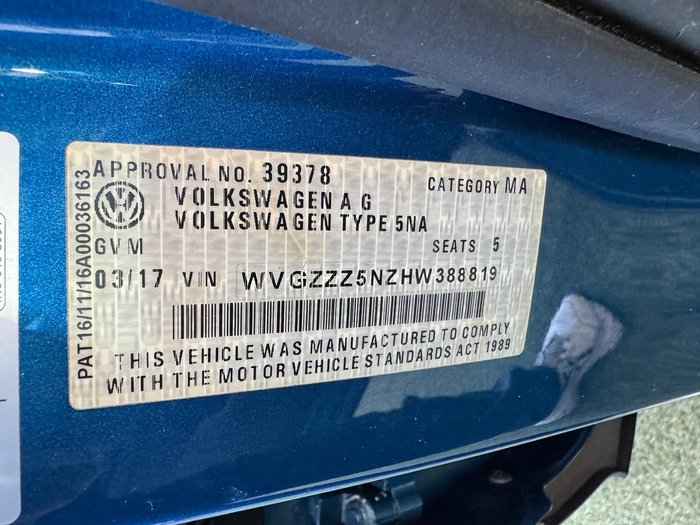 APPROVAL NO. 39378
CATEGORY MA
VOLKSWAGEN A G
VOLKSWAGEN TYPE 5NA
GVM
SEATS 5
03/17 VIN WVGZZZ5NZHW388819
THIS VEHICLE WAS MANUFACTURED TO COMPLY
WITH THE MOTOR VEHICLE STANDARDS ACT 1989
PAT16/11/16A00036163